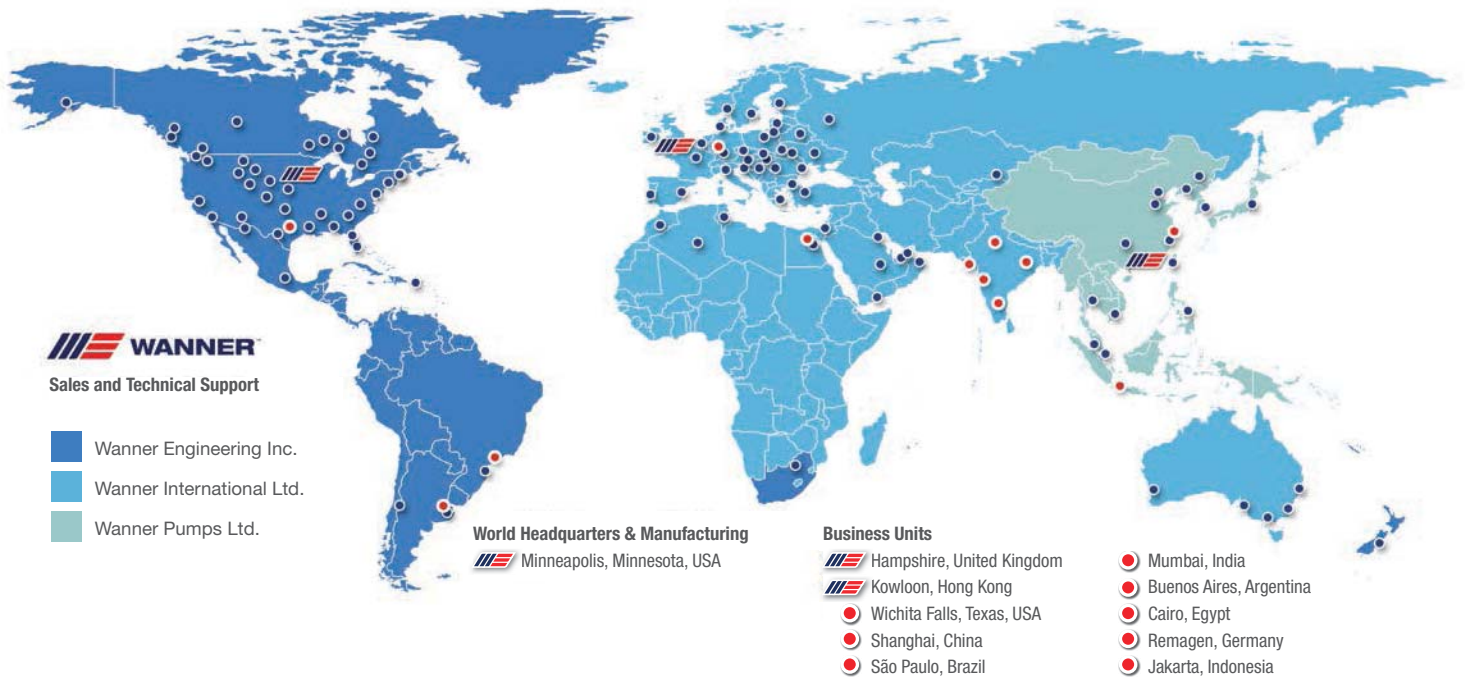 WANNER™
Sales and Technical Support
Wanner Engineering Inc.
Wanner International Ltd.
Wanner Pumps Ltd.
World Headquarters & Manufacturing
Minneapolis, Minnesota, USA
Business Units
Hampshire, United Kingdom
Kowloon, Hong Kong
Wichita Falls, Texas, USA
Shanghai, China
São Paulo, Brazil
Mumbai, India
Buenos Aires, Argentina
Cairo, Egypt
Remagen, Germany
Jakarta, Indonesia